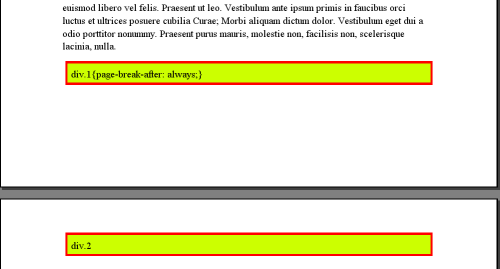 euismod libero vel felis. Praesent ut leo. Vestibulum ante ipsum primis in faucibus orci
luctus et ultrices posuere cubilia Curae; Morbi aliquam dictum dolor. Vestibulum eget dui a
odio porttitor nonummy. Praesent purus mauris, molestie non, facilisis non, scelerisque
lacinia, nulla.
div.1{page-break-after: always;}
div.2